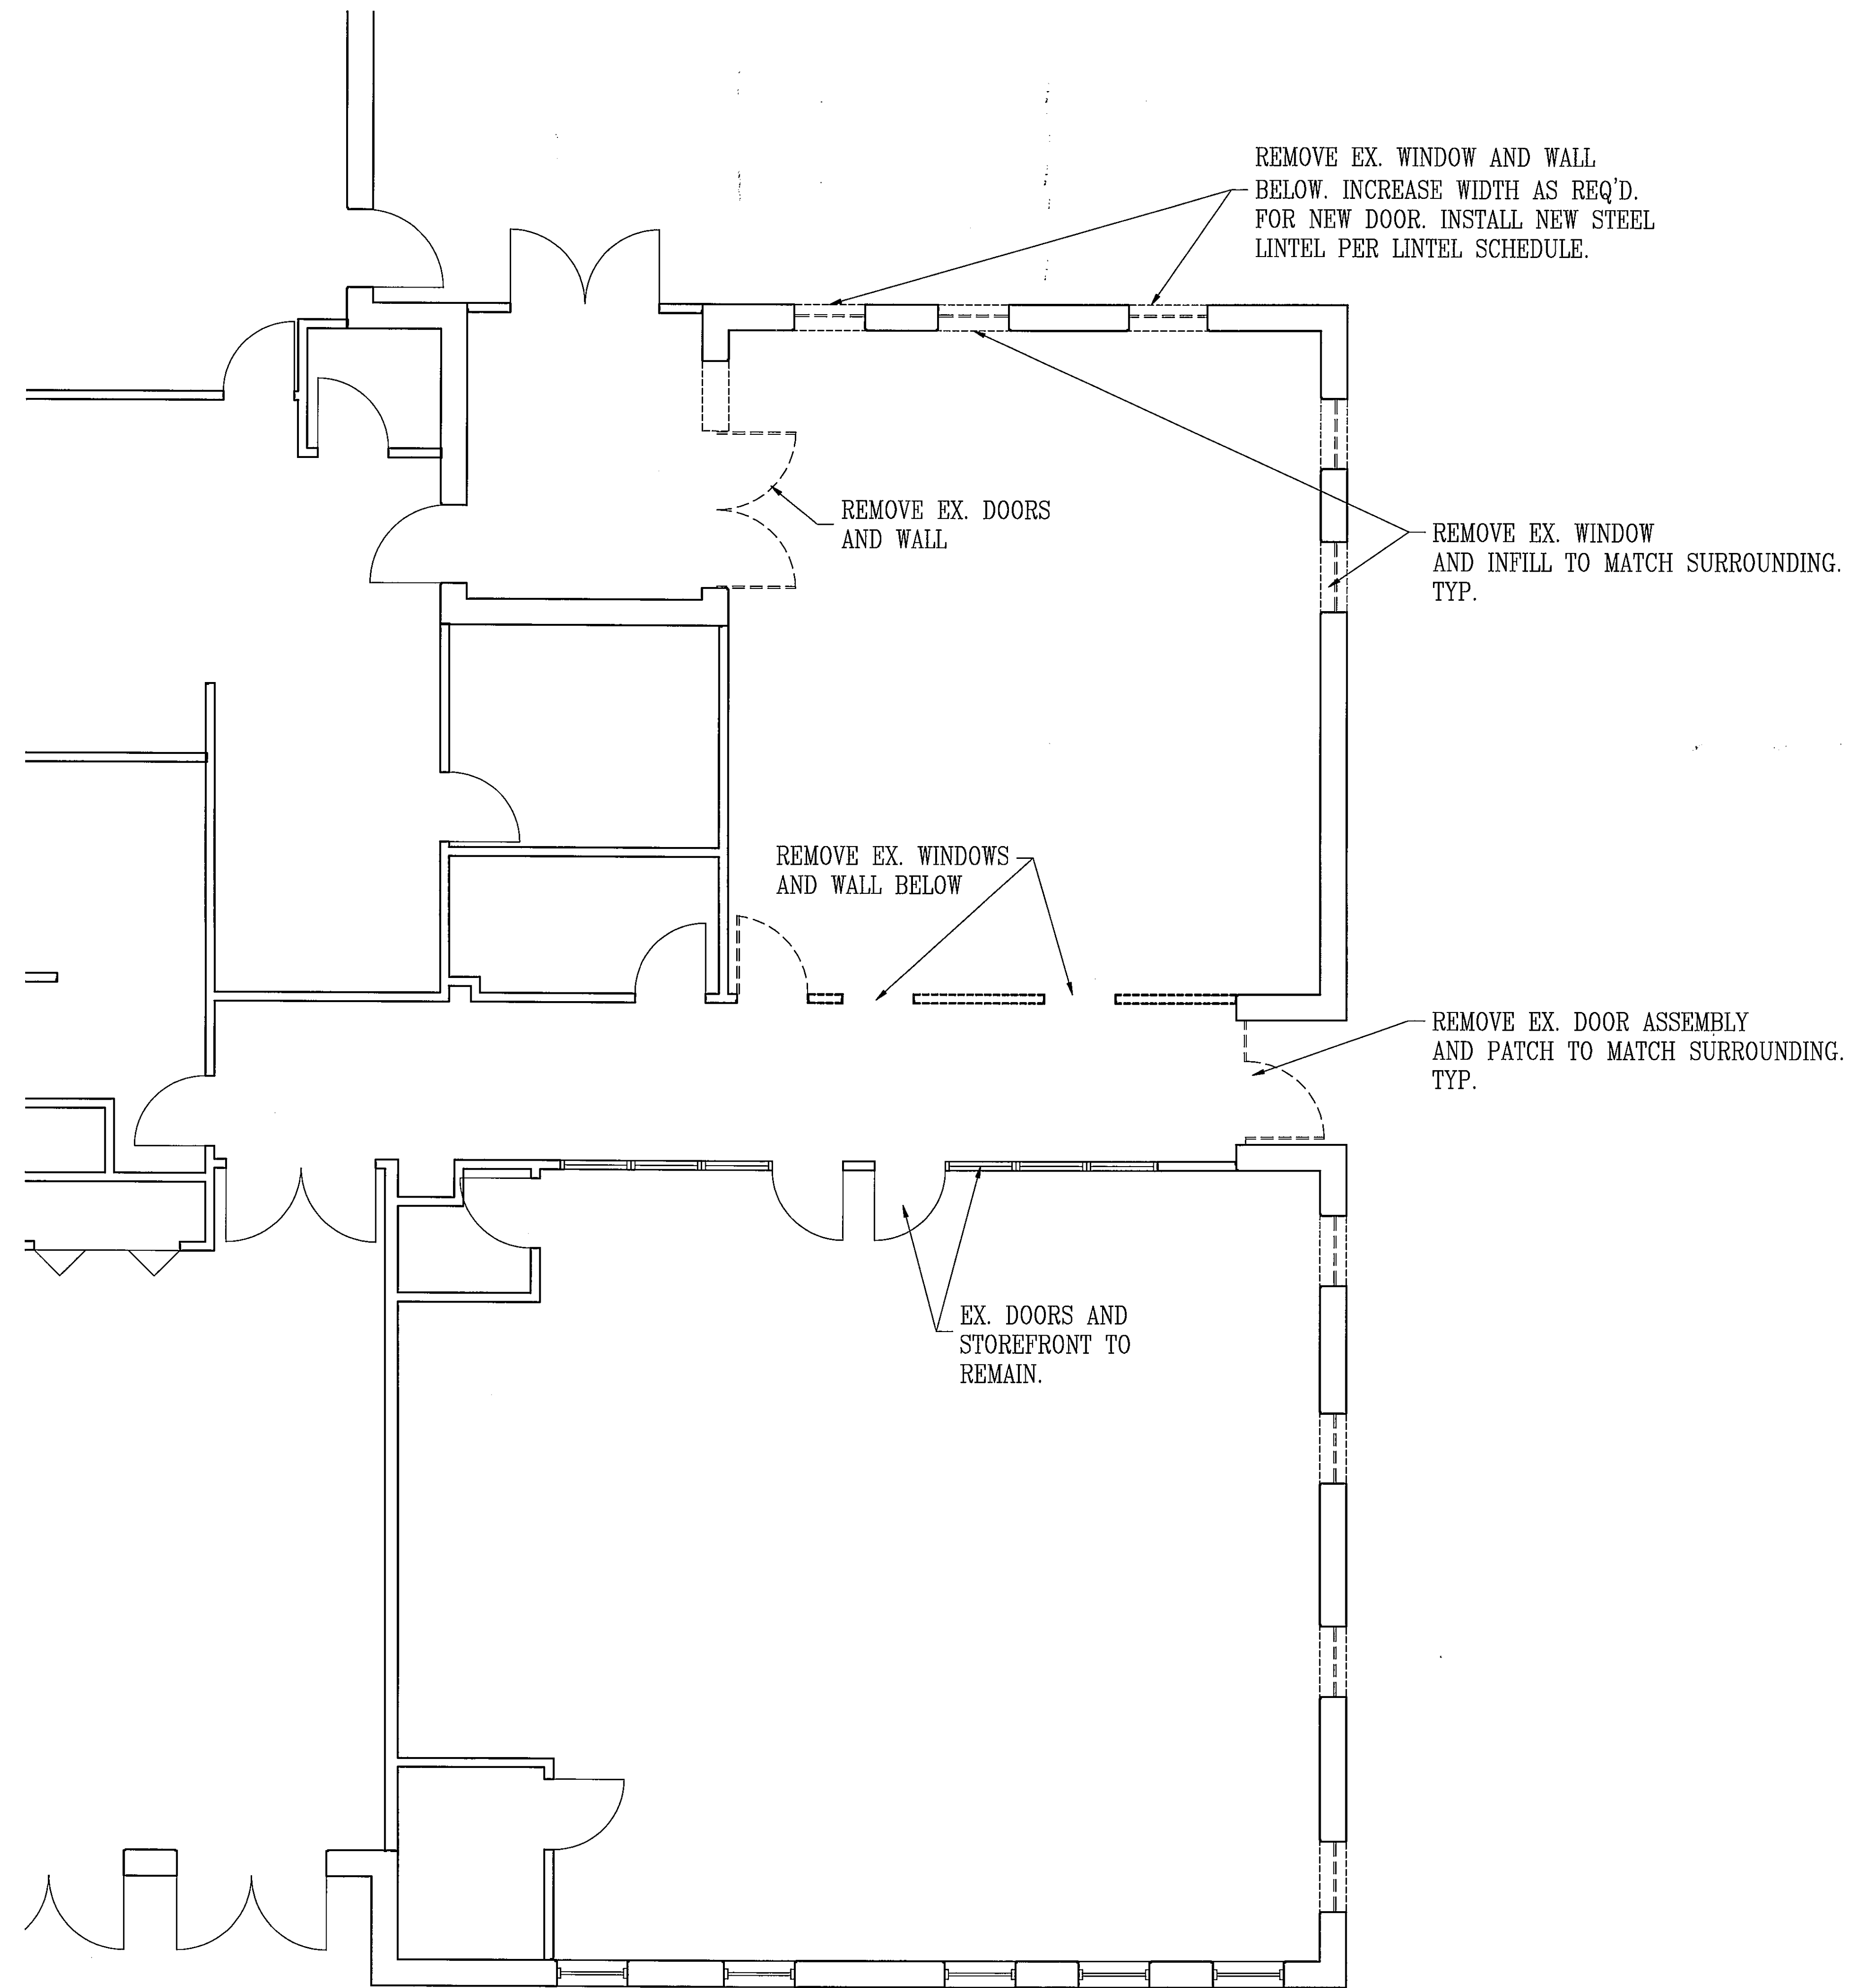 REMOVE EX. WINDOW AND WALL
BELOW. INCREASE WIDTH AS REQ'D.
FOR NEW DOOR. INSTALL NEW STEEL
LINTEL PER LINTEL SCHEDULE.
REMOVE EX. DOORS
AND WALL
REMOVE EX. WINDOW
AND INFILL TO MATCH SURROUNDING.
TYP.
REMOVE EX. WINDOWS
AND WALL BELOW
REMOVE EX. DOOR ASSEMBLY
AND PATCH TO MATCH SURROUNDING.
TYP.
EX. DOORS AND
STOREFRONT TO
REMAIN.